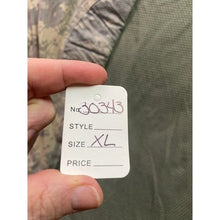 No. 30343
STYLE
SIZE XL
PRICE